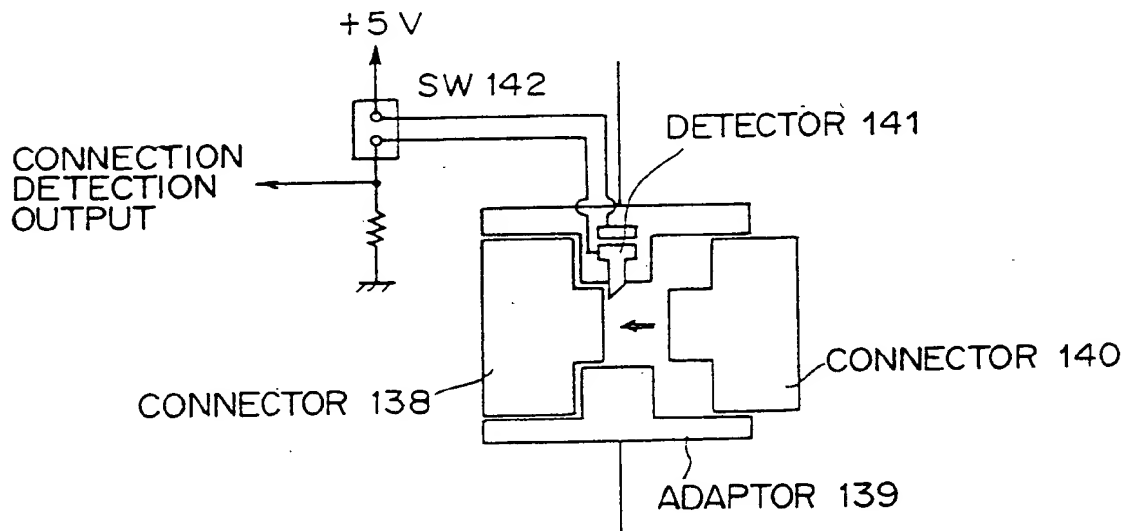 +5 V
SW 142
DETECTOR 141
CONNECTION
DETECTION
OUTPUT
CONNECTOR 140
CONNECTOR 138
ADAPTOR 139